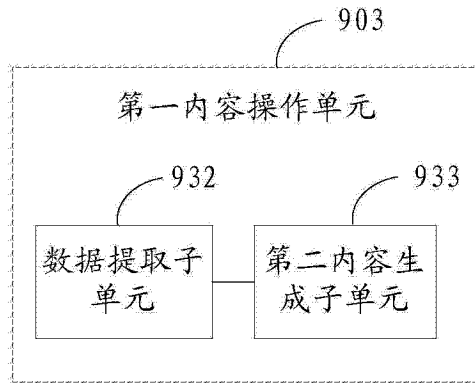 903
第一内容操作单元
932
933
数据提取子
单元
第二内容生
成子单元